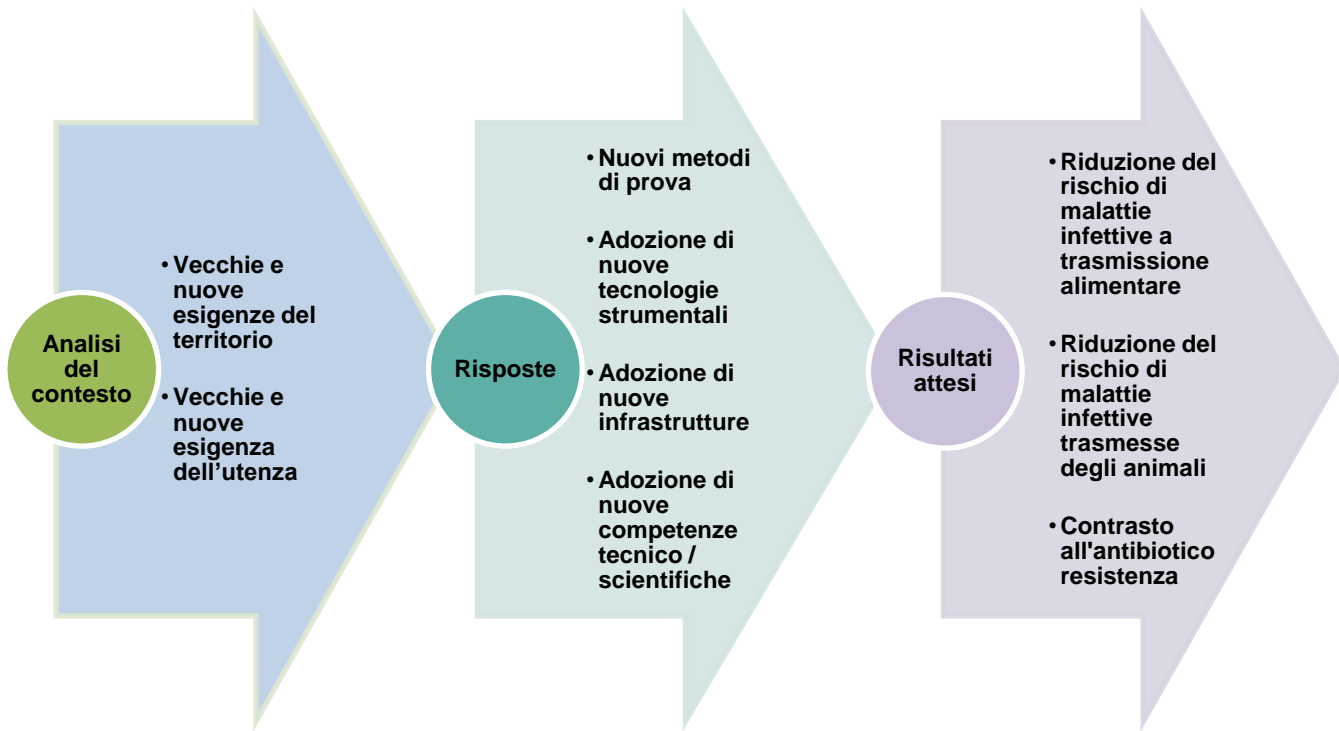 Analisi
del
contesto
• Vecchie e
nuove
esigenze del
territorio
• Vecchie e
nuove
esigenza
dell'utenza
Risposte
• Nuovi metodi
di prova
• Adozione di
nuove
tecnologie
strumentali
• Adozione di
nuove
infrastrutture
• Adozione di
nuove
competenze
tecnico /
scientifiche
Risultati
attesi
• Riduzione del
rischio di
malattie
infettive a
trasmissione
alimentare
• Riduzione del
rischio di
malattie
infettive
trasmesse
degli animali
• Contrasto
all'antibiotico
resistenza